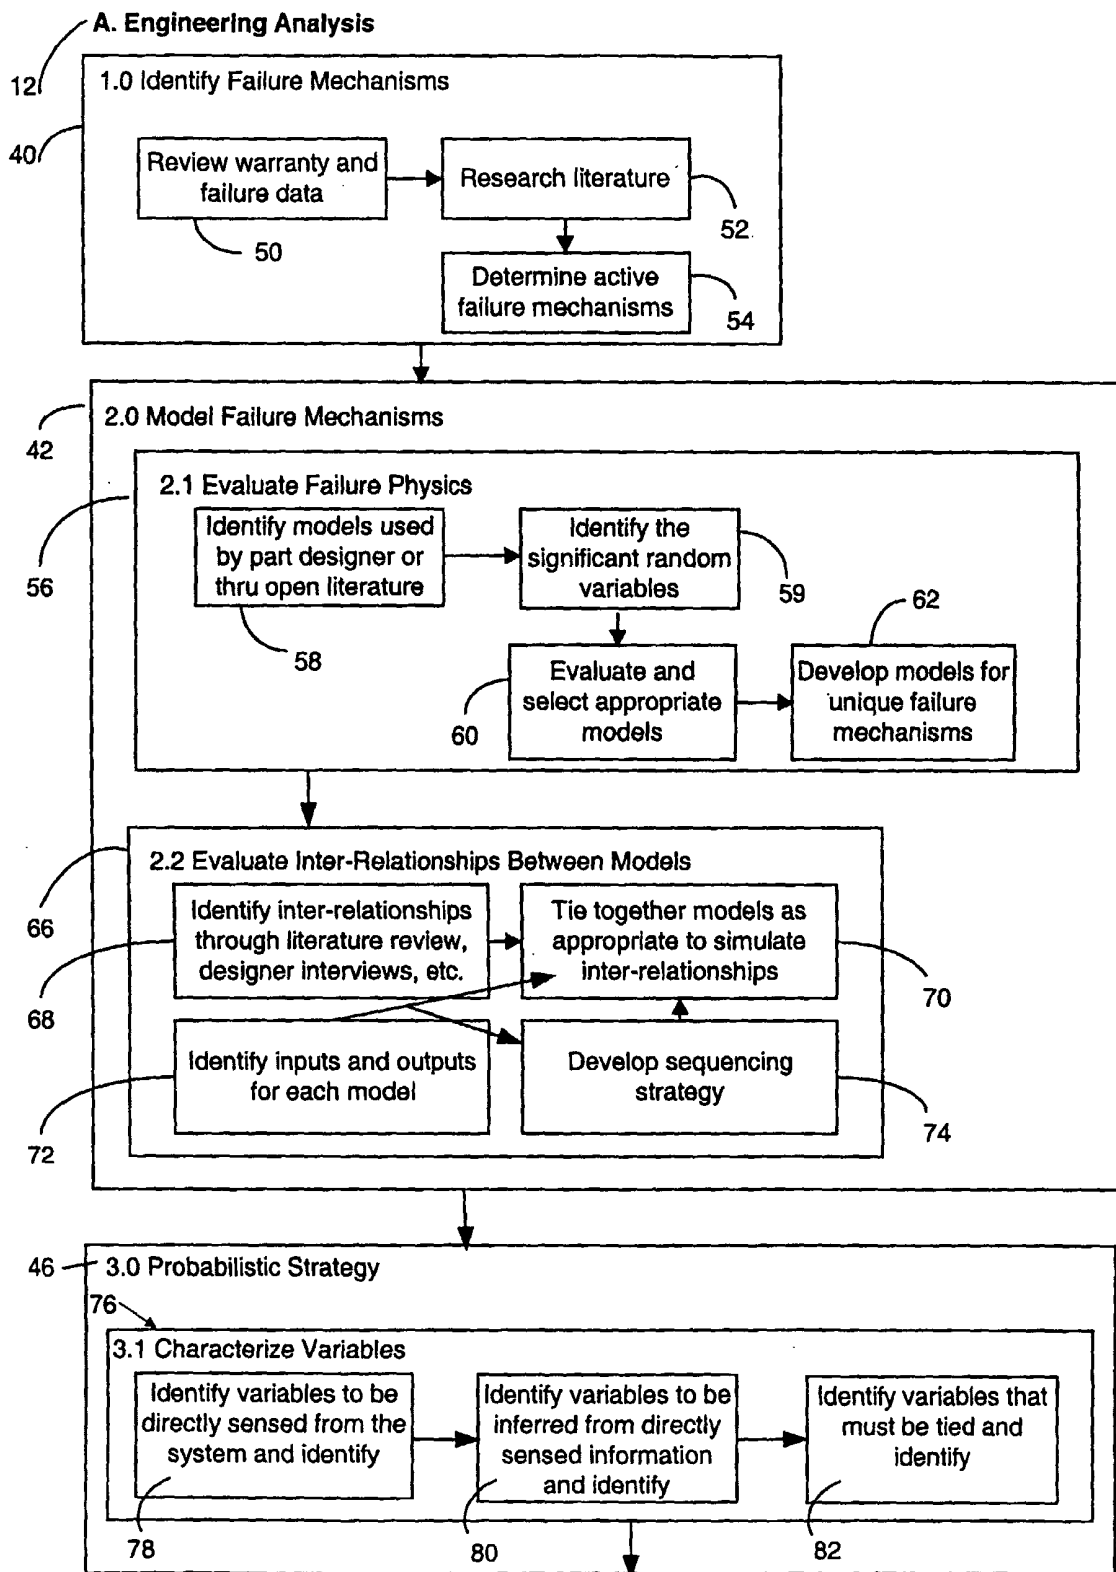 A. Engineering Analysis
12
1.0 Identify Failure Mechanisms
40
Review warranty and
failure data
Research literature
50
52
Determine active
failure mechanisms
54
2.0 Model Failure Mechanisms
42
2.1 Evaluate Failure Physics
56
Identify models used
by part designer or
thru open literature
Identify the
significant random
variables
58
59
62
Evaluate and
select appropriate
models
60
Develop models for
unique failure
mechanisms
2.2 Evaluate Inter-Relationships Between Models
66
Identify inter-relationships
through literature review,
designer interviews, etc.
Tie together models as
appropriate to simulate
inter-relationships
68
70
Identify inputs and outputs
for each model
Develop sequencing
strategy
72
74
46
3.0 Probabilistic Strategy
76
3.1 Characterize Variables
Identify variables to be
directly sensed from the
system and identify
Identify variables to be
inferred from directly
sensed information
and identify
Identify variables that
must be tied and
identify
78
80
82